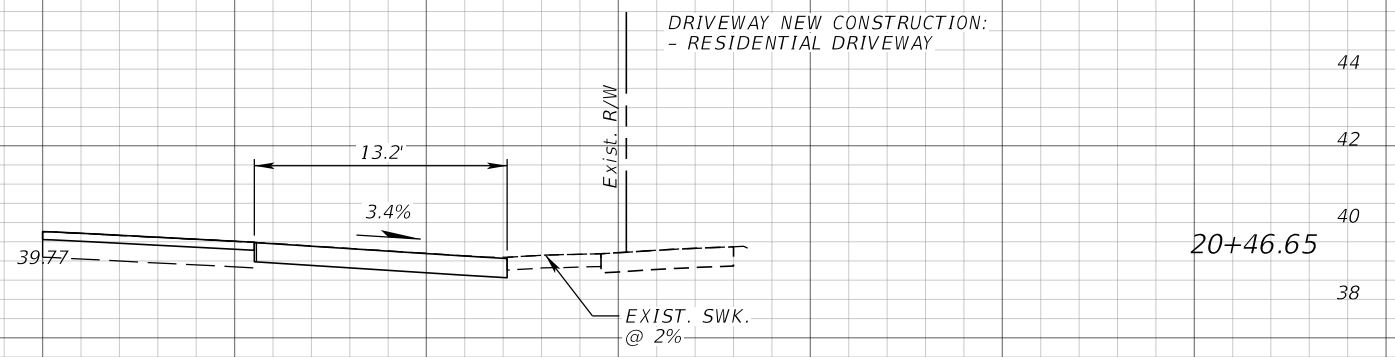 DRIVEWAY NEW CONSTRUCTION:
- RESIDENTIAL DRIVEWAY
44
Exist. R/W
42
13.2'
3.4%
40
20+46.65
39.77
38
EXIST. SWK.
@ 2%